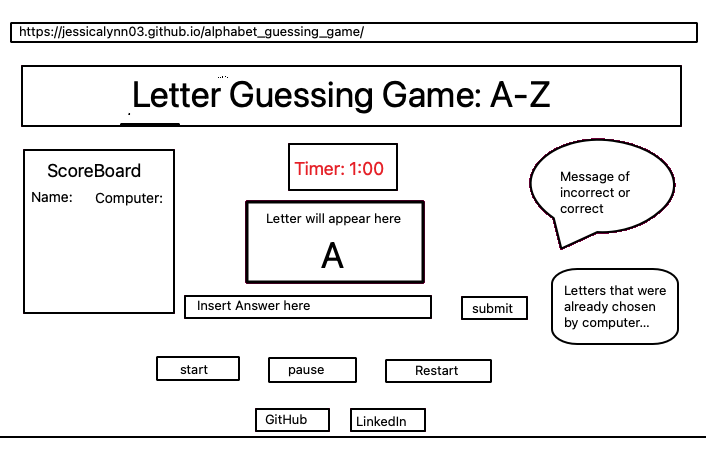 https://jessicalynn03.github.io/alphabet_guessing_game/
Letter Guessing Game: A-Z
ScoreBoard
Name: Computer:
Timer: 1:00
Letter will appear here
A
Message of
incorrect or
correct
Insert Answer here
submit
Letters that were
already chosen
by computer...
start
pause
Restart
GitHub
LinkedIn